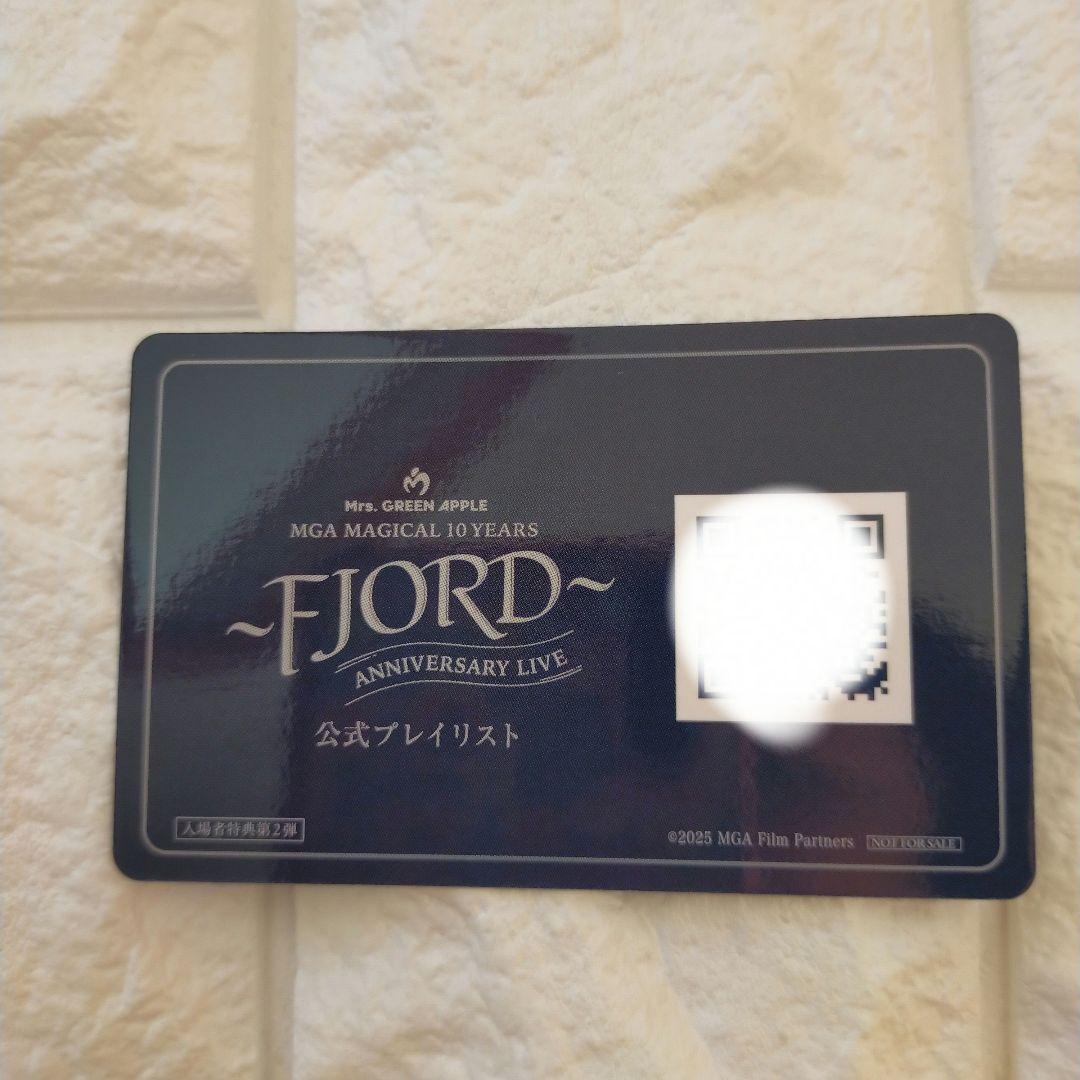 Mrs. GREEN APPLE
MGA MAGICAL 10 YEARS
~FJORD~
ANNIVERSARY LIVE
公式プレイリスト
入場者特典第2弾
©2025 MGA Film Partners
NOT FOR SALE